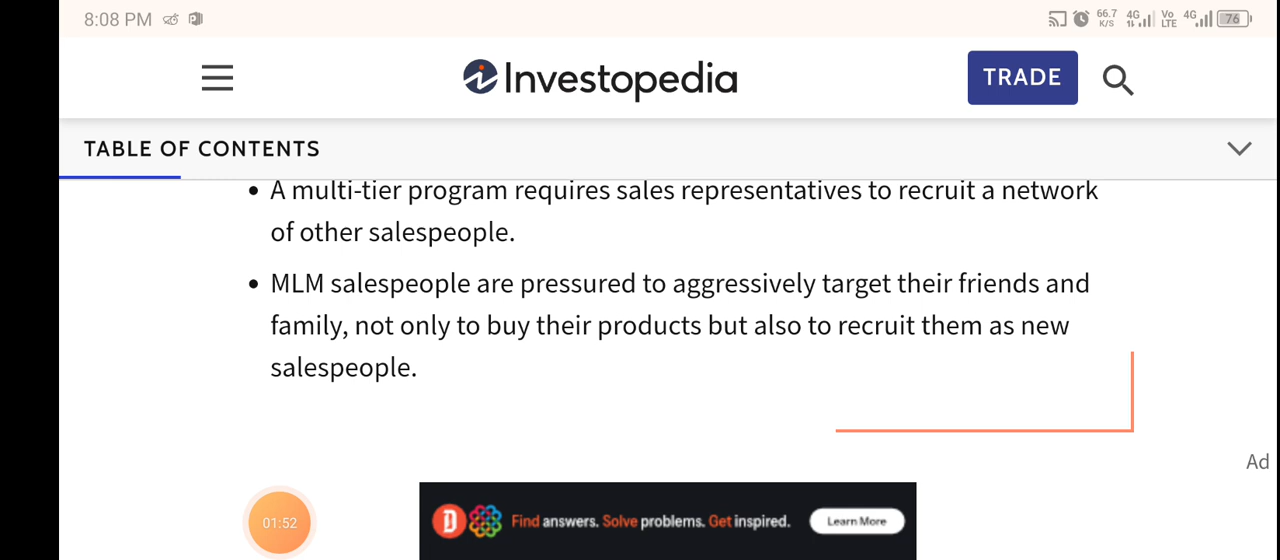 8:08 PM
66.7 K/S 4G Vo LTE 4G 76
Investopedia
TRADE
TABLE OF CONTENTS
• A multi-tier program requires sales representatives to recruit a network
of other salespeople.
• MLM salespeople are pressured to aggressively target their friends and
family, not only to buy their products but also to recruit them as new
salespeople.
Ad
01:52
D Find answers. Solve problems. Get inspired. Learn More